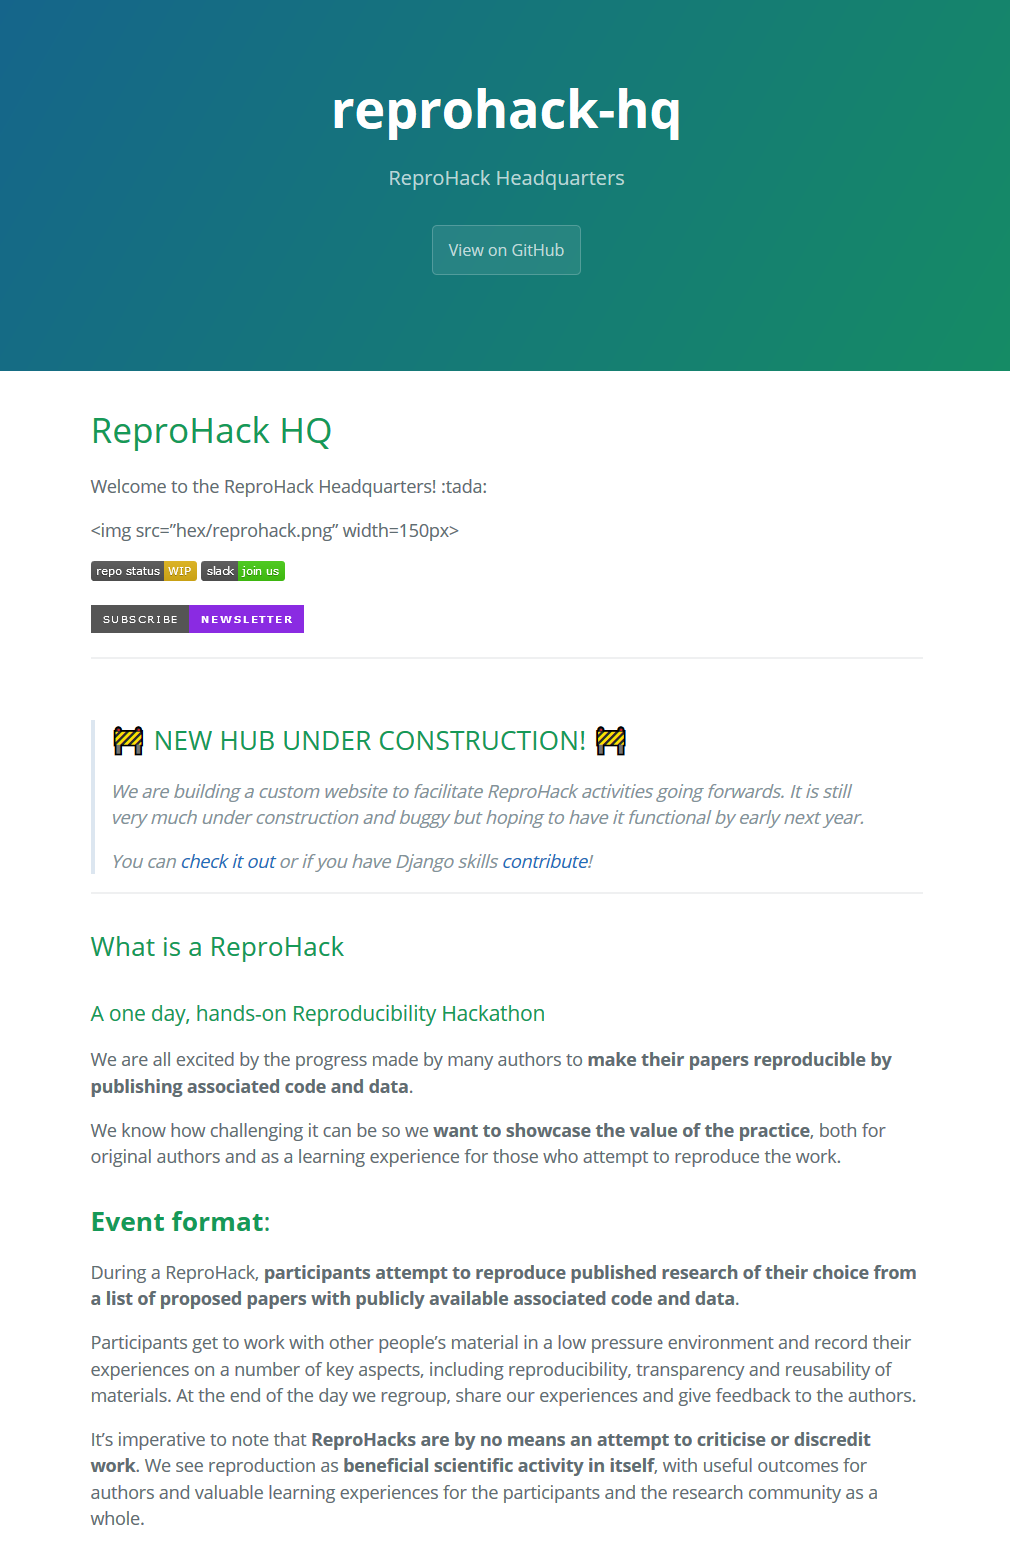 reprohack-hq
ReproHack Headquarters
View on GitHub
ReproHack HQ
Welcome to the ReproHack Headquarters! :tada:
<img src=”hex/reprohack.png” width=150px>
repo status WIP slack join us
SUBSCRIBE NEWSLETTER
🚧 NEW HUB UNDER CONSTRUCTION! 🚧
We are building a custom website to facilitate ReproHack activities going forwards. It is still
very much under construction and buggy but hoping to have it functional by early next year.
You can check it out or if you have Django skills contribute!
What is a ReproHack
A one day, hands-on Reproducibility Hackathon
We are all excited by the progress made by many authors to make their papers reproducible by
publishing associated code and data.
We know how challenging it can be so we want to showcase the value of the practice, both for
original authors and as a learning experience for those who attempt to reproduce the work.
Event format:
During a ReproHack, participants attempt to reproduce published research of their choice from
a list of proposed papers with publicly available associated code and data.
Participants get to work with other people’s material in a low pressure environment and record their
experiences on a number of key aspects, including reproducibility, transparency and reusability of
materials. At the end of the day we regroup, share our experiences and give feedback to the authors.
It’s imperative to note that ReproHacks are by no means an attempt to criticise or discredit
work. We see reproduction as beneficial scientific activity in itself, with useful outcomes for
authors and valuable learning experiences for the participants and the research community as a
whole.